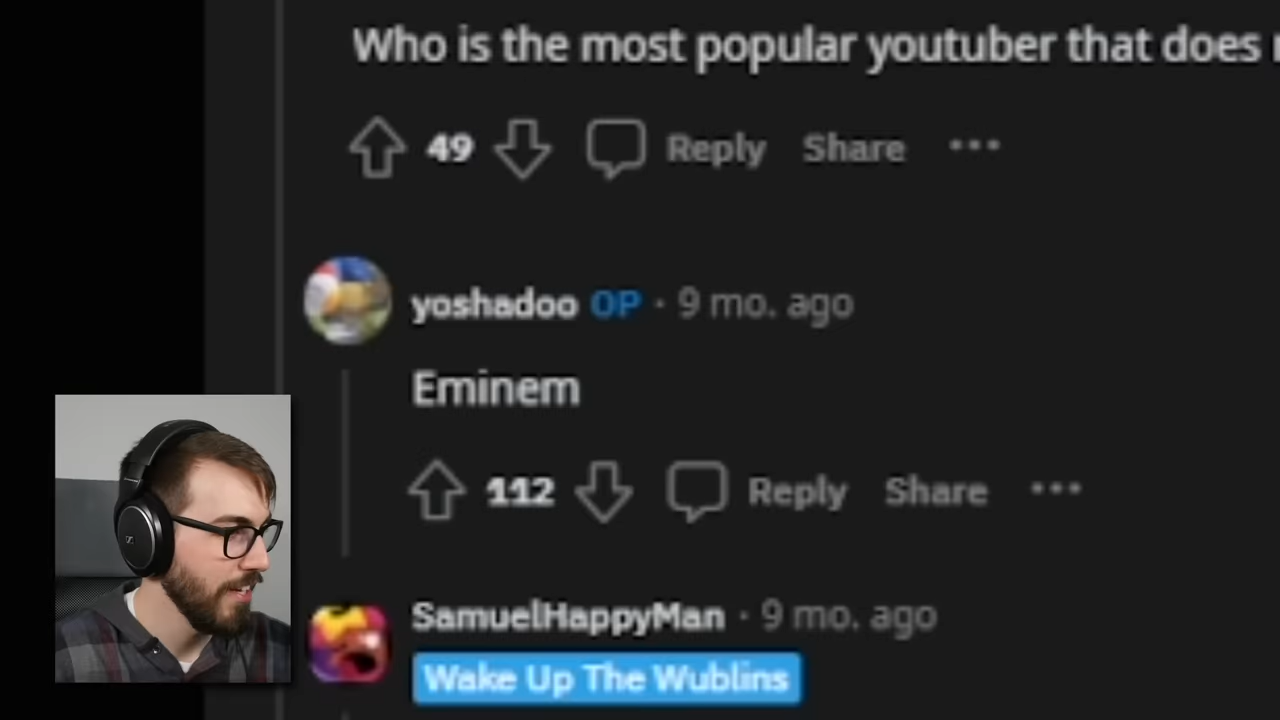 Who is the most popular youtuber that does
49 Reply Share
yoshadoo OP · 9 mo. ago
Eminem
112 Reply Share
SamuelHappyMan · 9 mo. ago
Wake Up The Wublins